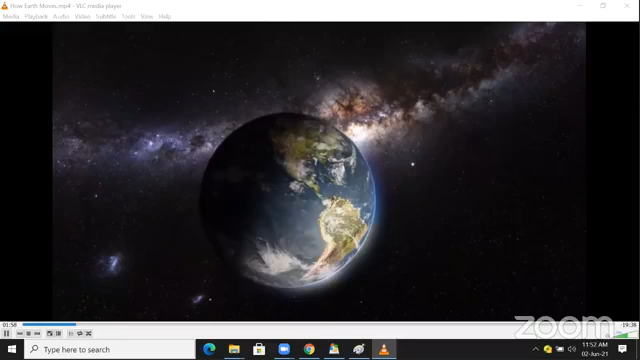 How Earth Moves.mp4 - VLC media player
Media Playback Audio Video Subtitle Tools View Help
01:58
-19:38
zoom
Type here to search
11:52 AM
02-Jun-21